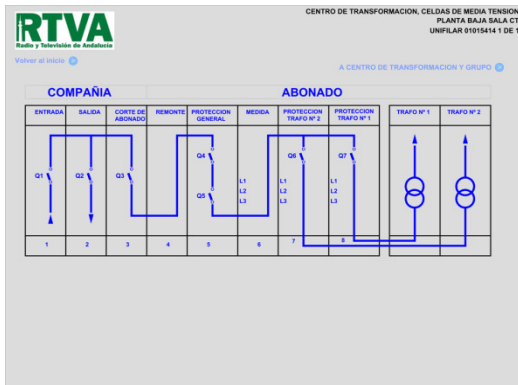 RTVA
Radio y Televisión de Andalucía
CENTRO DE TRANSFORMACION, CELDAS DE MEDIA TENSION
PLANTA BAJA SALA CT
UNIFILAR 01015414 1 DE 1
Volver al inicio
A CENTRO DE TRANSFORMACION Y GRUPO
COMPAÑIA
ABONADO
ENTRADA
SALIDA
CORTE DE ABONADO
REMONTE
PROTECCION GENERAL
MEDIDA
PROTECCION TRAFO Nº 2
PROTECCION TRAFO Nº 1
TRAFO Nº 1
TRAFO Nº 2
Q1
Q2
Q3
Q4
Q5
Q6
Q7
L1
L2
L3
L1
L2
L3
L1
L2
L3
1
2
3
4
5
6
7
8